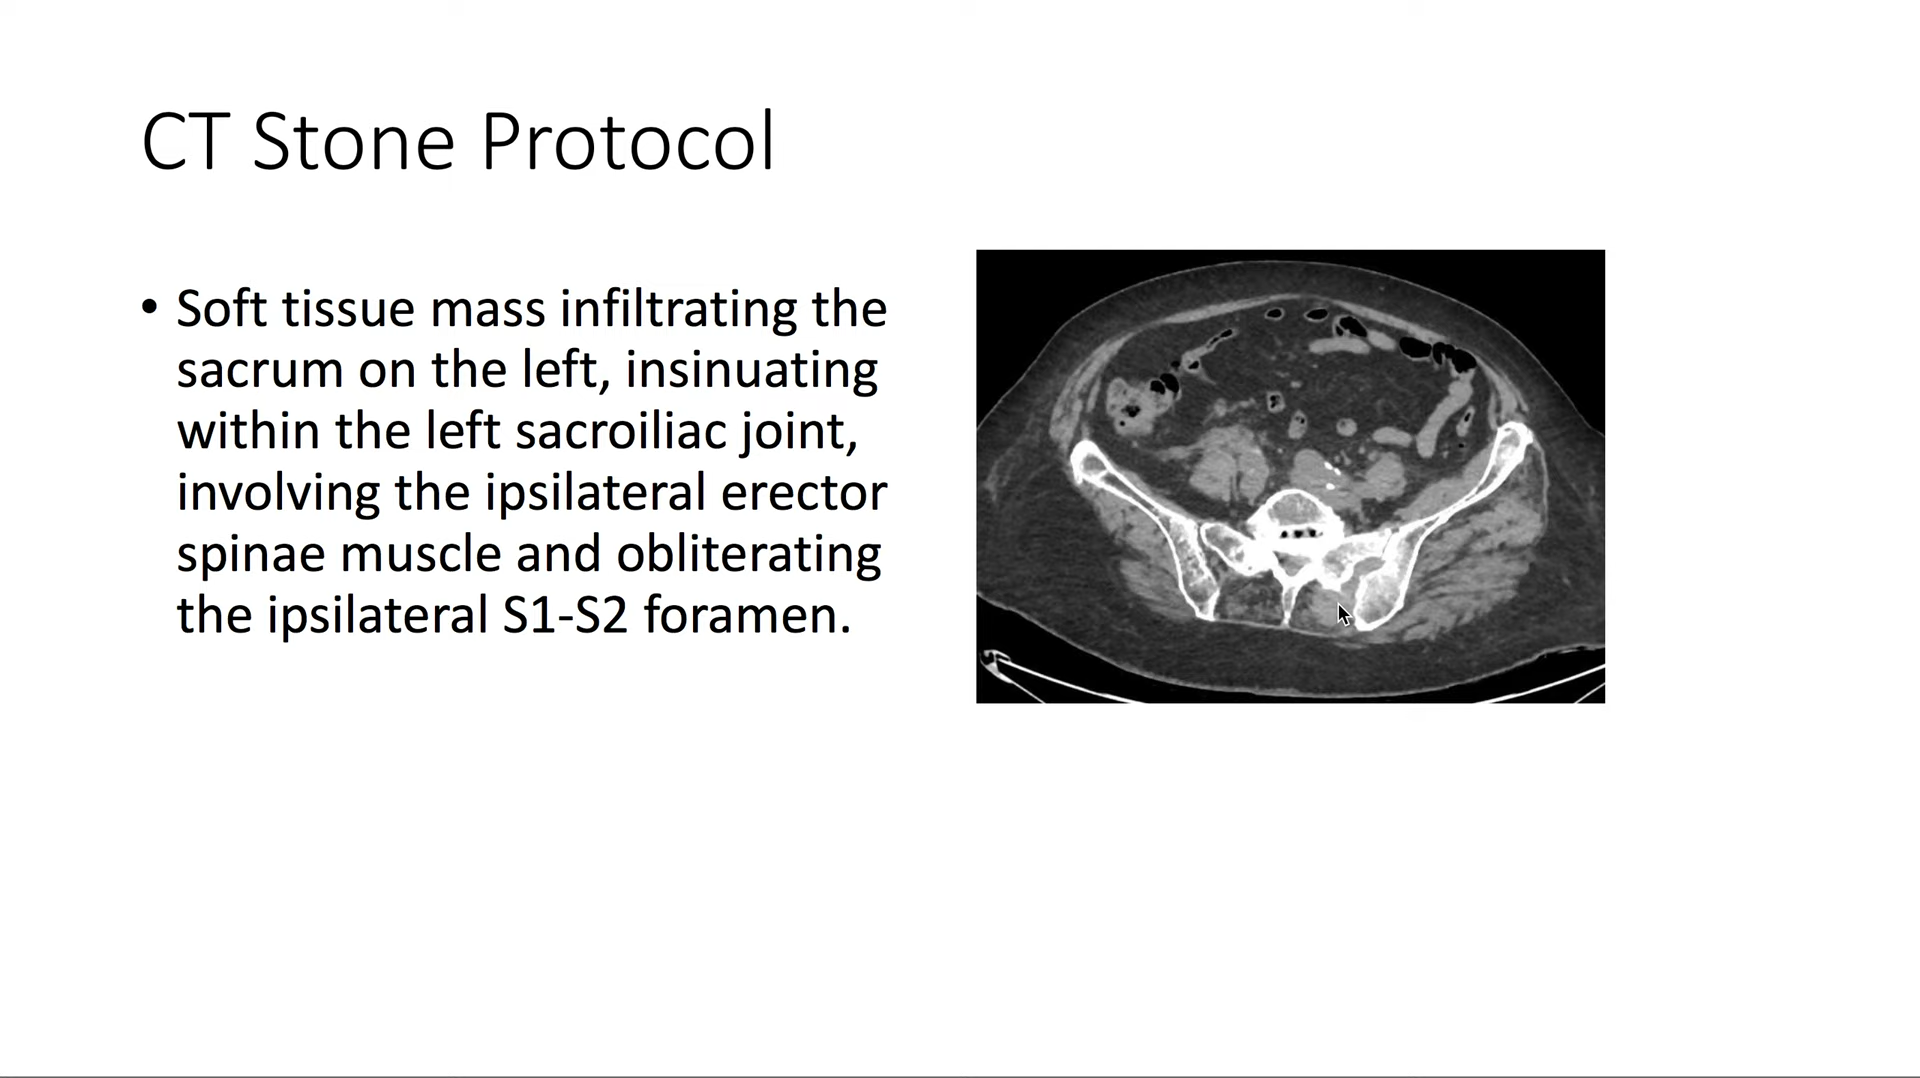 CT Stone Protocol
• Soft tissue mass infiltrating the
sacrum on the left, insinuating
within the left sacroiliac joint,
involving the ipsilateral erector
spinae muscle and obliterating
the ipsilateral S1-S2 foramen.